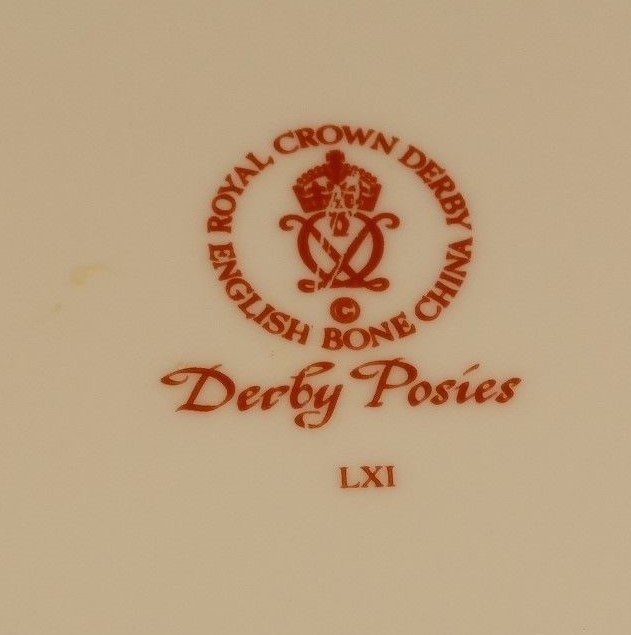 ROYAL CROWN DERBY
©
ENGLISH BONE CHINA
Derby Posies
LXI